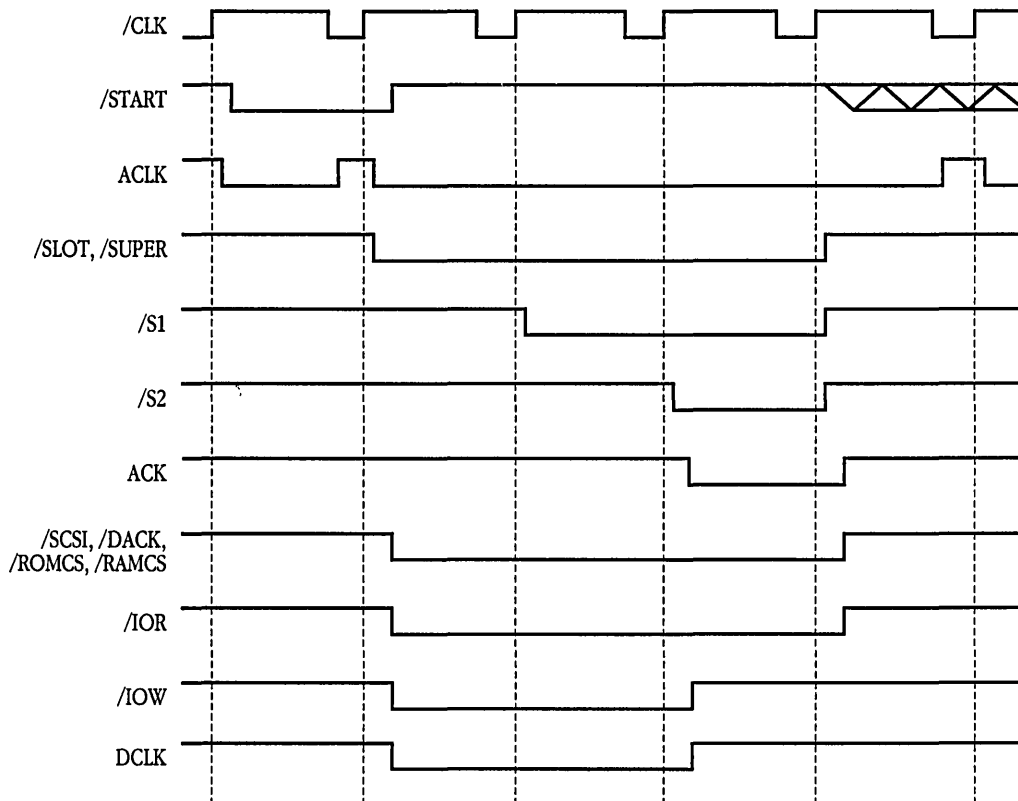 /CLK
/START
ACLK
/SLOT, /SUPER
/S1
/S2
ACK
/SCSI, /DACK,
/ROMCS, /RAMCS
/IOR
/IOW
DCLK